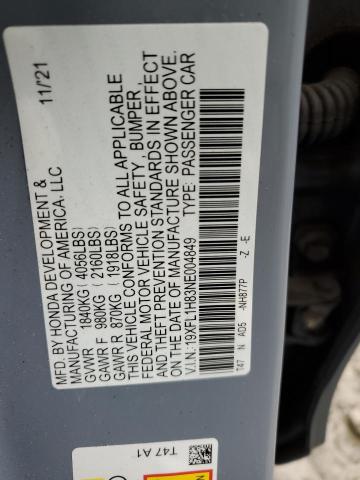 MFD. BY HONDA DEVELOPMENT & 11/21
MANUFACTURING OF AMERICA, LLC
GVWR 1840KG (4056LBS)
GAWR F 980KG (2160LBS)
GAWR R 870KG (1918LBS)
THIS VEHICLE CONFORMS TO ALL APPLICABLE
FEDERAL MOTOR VEHICLE SAFETY, BUMPER,
AND THEFT PREVENTION STANDARDS IN EFFECT
ON THE DATE OF MANUFACTURE SHOWN ABOVE.
V.I.N.: 19XFL1H83NE004849 TYPE: PASSENGER CAR
T47 N AD5 -NH877P -Z -E
T47 A1